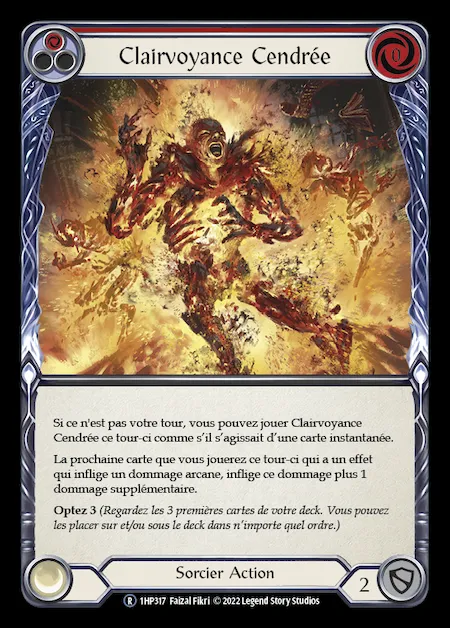 Clairvoyance Cendrée
0
Si ce n'est pas votre tour, vous pouvez jouer Clairvoyance
Cendrée ce tour-ci comme s'il s'agissait d'une carte instantanée.
La prochaine carte que vous jouerez ce tour-ci qui a un effet
qui inflige un dommage arcane, inflige ce dommage plus 1
dommage supplémentaire.
Optez 3 (Regardez les 3 premières cartes de votre deck. Vous pouvez
les placer sur et/ou sous le deck dans n'importe quel ordre.)
Sorcier Action
2
R 1HP317 Faizal Fikri © 2022 Legend Story Studios